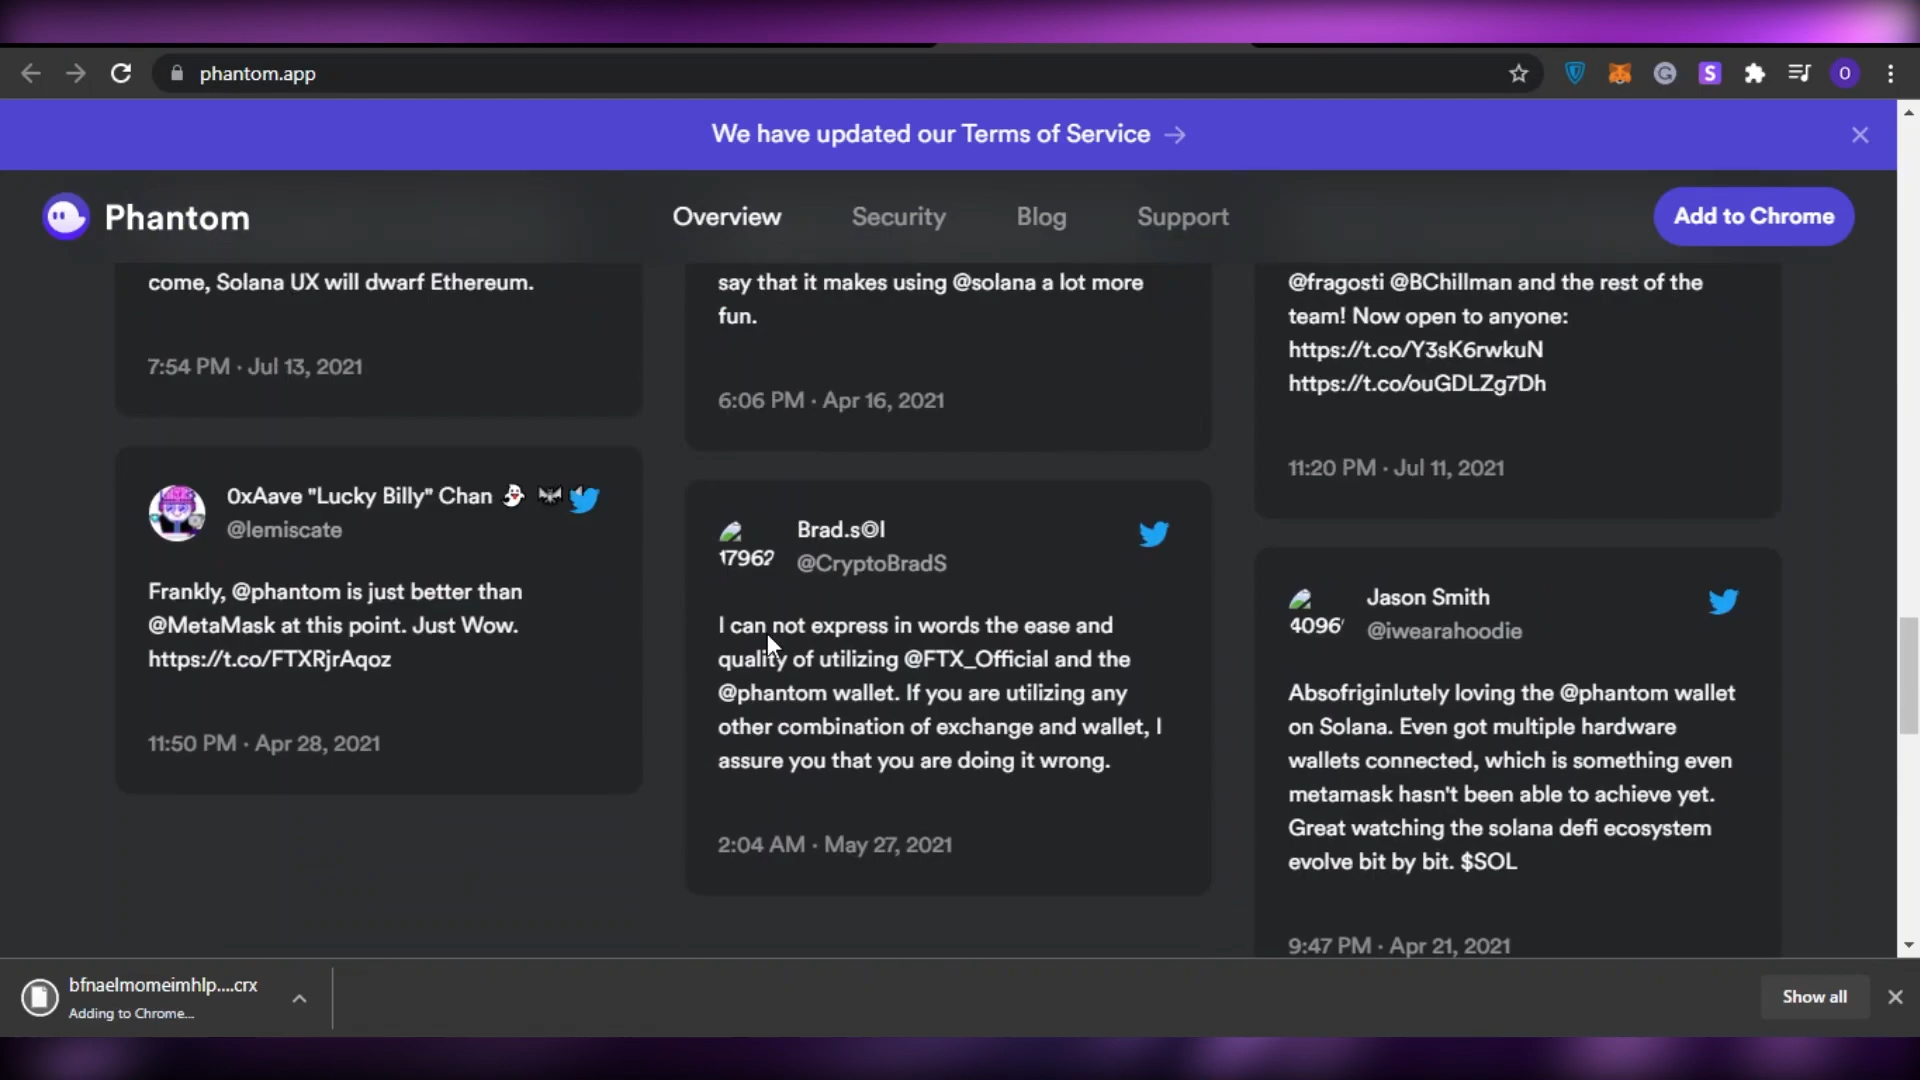 phantom.app
S
O
We have updated our Terms of Service →
Phantom
Overview
Security
Blog
Support
Add to Chrome
come, Solana UX will dwarf Ethereum.
7:54 PM · Jul 13, 2021
say that it makes using @solana a lot more
fun.
6:06 PM · Apr 16, 2021
@fragosti @BChillman and the rest of the
team! Now open to anyone:
https://t.co/Y3sK6rwkuN
https://t.co/ouGDLZg7Dh
11:20 PM · Jul 11, 2021
0xAave "Lucky Billy" Chan 👻 🦇
@lemiscate
Frankly, @phantom is just better than
@MetaMask at this point. Just Wow.
https://t.co/FTXRjrAqoz
11:50 PM · Apr 28, 2021
17962
Brad.s◎l
@CryptoBradS
I can not express in words the ease and
quality of utilizing @FTX_Official and the
@phantom wallet. If you are utilizing any
other combination of exchange and wallet, I
assure you that you are doing it wrong.
2:04 AM · May 27, 2021
4096
Jason Smith
@iwearahoodie
Absofriginlutely loving the @phantom wallet
on Solana. Even got multiple hardware
wallets connected, which is something even
metamask hasn't been able to achieve yet.
Great watching the solana defi ecosystem
evolve bit by bit. $SOL
9:47 PM · Apr 21, 2021
bfnaelmomeimhlp....crx
Adding to Chrome...
Show all